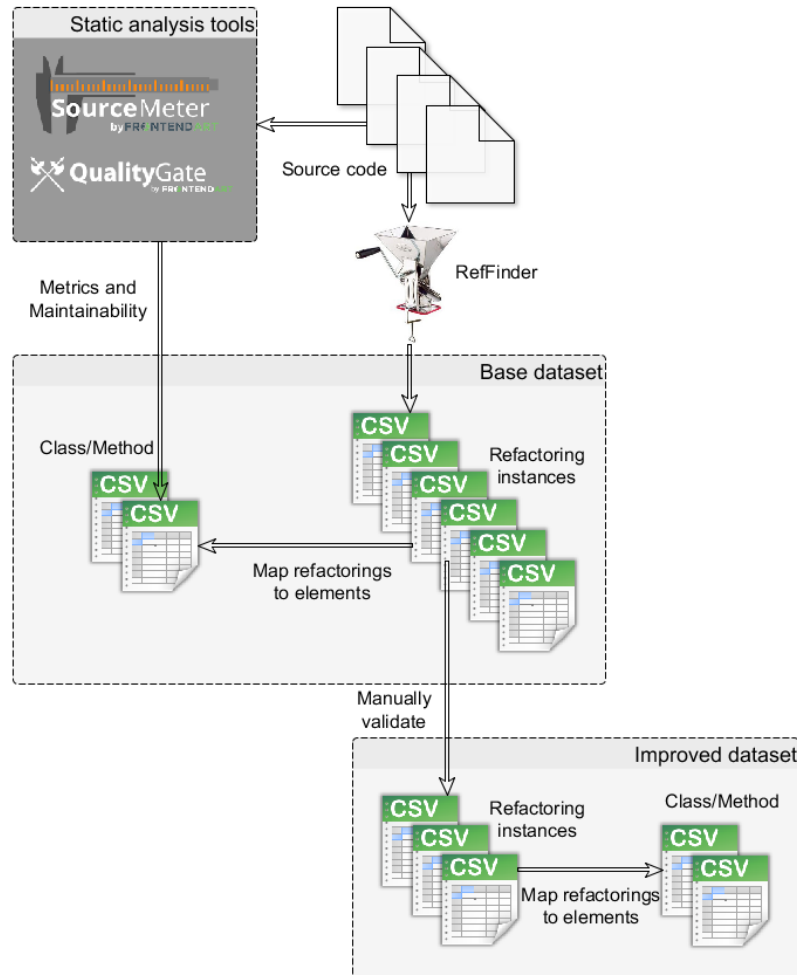 Static analysis tools
SourceMeter
by FRONTENDART
QualityGate
by FRONTENDART
Source code
RefFinder
Metrics and
Maintainability
Base dataset
Class/Method
CSV
CSV
CSV
CSV
CSV
CSV
CSV
CSV
Refactoring
instances
Map refactorings
to elements
Manually
validate
Improved dataset
CSV
CSV
CSV
Refactoring
instances
Class/Method
CSV
CSV
Map refactorings
to elements